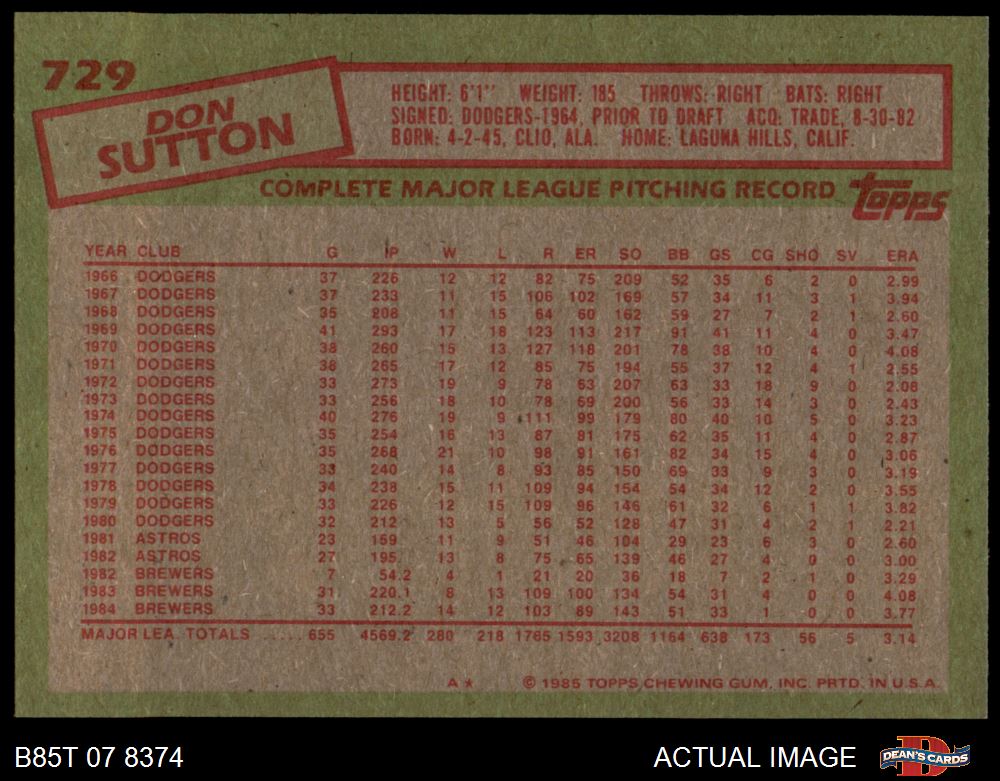 729
DON
SUTTON
HEIGHT: 6'1" WEIGHT: 185 THROWS: RIGHT BATS: RIGHT
SIGNED: DODGERS-1964, PRIOR TO DRAFT ACQ: TRADE, 8-30-82
BORN: 4-2-45, CLIO, ALA. HOME: LAGUNA HILLS, CALIF.
COMPLETE MAJOR LEAGUE PITCHING RECORD topps
YEAR CLUB G IP W L R ER SO BB GS CG SHO SV ERA
1966 DODGERS 37 226 12 12 82 75 209 52 35 6 2 0 2.99
1967 DODGERS 37 233 11 15 106 102 169 57 34 11 3 1 3.94
1968 DODGERS 35 208 11 15 64 60 162 59 27 7 2 1 2.60
1969 DODGERS 41 293 17 18 123 113 217 91 41 11 4 0 3.47
1970 DODGERS 38 260 15 13 127 118 201 78 38 10 4 0 4.08
1971 DODGERS 38 265 17 12 85 75 194 55 37 12 4 1 2.55
1972 DODGERS 33 273 19 9 78 63 207 63 33 18 9 0 2.08
1973 DODGERS 33 256 18 10 78 69 200 56 33 14 3 0 2.43
1974 DODGERS 40 276 19 9 111 99 179 80 40 10 5 0 3.23
1975 DODGERS 35 254 16 13 87 81 175 62 35 11 4 0 2.87
1976 DODGERS 35 268 21 10 98 91 161 82 34 15 4 0 3.06
1977 DODGERS 33 240 14 8 93 85 150 69 33 9 3 0 3.19
1978 DODGERS 34 238 15 11 109 94 154 54 34 12 2 0 3.55
1979 DODGERS 33 226 12 15 109 96 146 61 32 6 1 1 3.82
1980 DODGERS 32 212 13 5 56 52 128 47 31 4 2 1 2.21
1981 ASTROS 23 159 11 9 51 46 104 29 23 6 3 0 2.60
1982 ASTROS 27 195 13 8 75 65 139 46 27 4 0 0 3.00
1982 BREWERS 7 54.2 4 1 21 20 36 18 7 2 1 0 3.29
1983 BREWERS 31 220.1 8 13 109 100 134 54 31 4 0 0 4.08
1984 BREWERS 33 212.2 14 12 103 89 143 51 33 1 0 0 3.77
MAJOR LEA. TOTALS ..... 655 4569.2 280 218 1765 1593 3208 1164 638 173 56 5 3.14
A★ © 1985 TOPPS CHEWING GUM, INC. PRTD. IN U.S.A.
B85T 07 8374 ACTUAL IMAGE DEAN'S CARDS